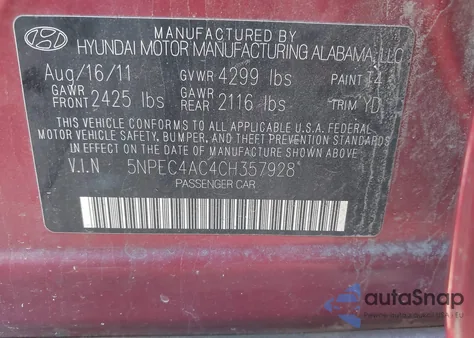 MANUFACTURED BY
HYUNDAI MOTOR MANUFACTURING ALABAMA, LLC
Aug/16/11 GVWR 4299 lbs PAINT T4
GAWR FRONT 2425 lbs GAWR REAR 2116 lbs TRIM YD
THIS VEHICLE CONFORMS TO ALL APPLICABLE U.S.A. FEDERAL
MOTOR VEHICLE SAFETY, BUMPER, AND THEFT PREVENTION STANDARDS
IN EFFECT ON THE DATE OF MANUFACTURE SHOWN ABOVE.
V.I.N 5NPEC4AC4CH357928*
PASSENGER CAR
autaSnap